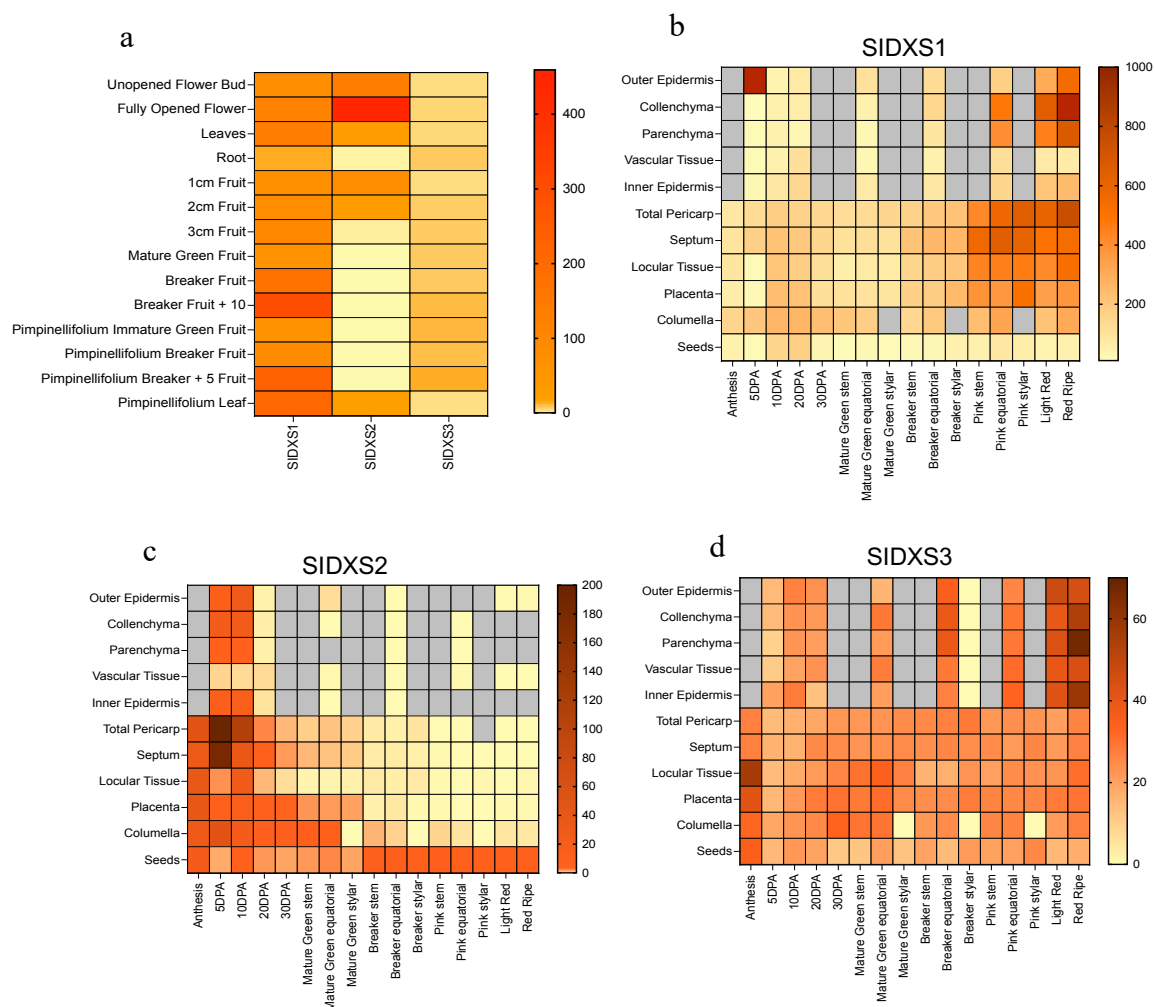 a
Unopened Flower Bud
Fully Opened Flower
Leaves
Root
1cm Fruit
2cm Fruit
3cm Fruit
Mature Green Fruit
Breaker Fruit
Breaker Fruit + 10
Pimpinellifolium Immature Green Fruit
Pimpinellifolium Breaker Fruit
Pimpinellifolium Breaker + 5 Fruit
Pimpinellifolium Leaf
SlDXS1
SlDXS2
SlDXS3
400
300
200
100
0
b
SlDXS1
Outer Epidermis
Collenchyma
Parenchyma
Vascular Tissue
Inner Epidermis
Total Pericarp
Septum
Locular Tissue
Placenta
Columella
Seeds
Anthesis
5DPA
10DPA
20DPA
30DPA
Mature Green stem
Mature Green equatorial
Mature Green stylar
Breaker stem
Breaker equatorial
Breaker stylar
Pink stem
Pink equatorial
Pink stylar
Light Red
Red Ripe
1000
800
600
400
200
c
SlDXS2
Outer Epidermis
Collenchyma
Parenchyma
Vascular Tissue
Inner Epidermis
Total Pericarp
Septum
Locular Tissue
Placenta
Columella
Seeds
Anthesis
5DPA
10DPA
20DPA
30DPA
Mature Green stem
Mature Green equatorial
Mature Green stylar
Breaker stem
Breaker equatorial
Breaker stylar
Pink stem
Pink equatorial
Pink stylar
Light Red
Red Ripe
200
180
160
140
120
100
80
60
40
20
0
d
SlDXS3
Outer Epidermis
Collenchyma
Parenchyma
Vascular Tissue
Inner Epidermis
Total Pericarp
Septum
Locular Tissue
Placenta
Columella
Seeds
Anthesis
5DPA
10DPA
20DPA
30DPA
Mature Green stem
Mature Green equatorial
Mature Green stylar
Breaker stem
Breaker equatorial
Breaker stylar
Pink stem
Pink equatorial
Pink stylar
Light Red
Red Ripe
60
40
20
0